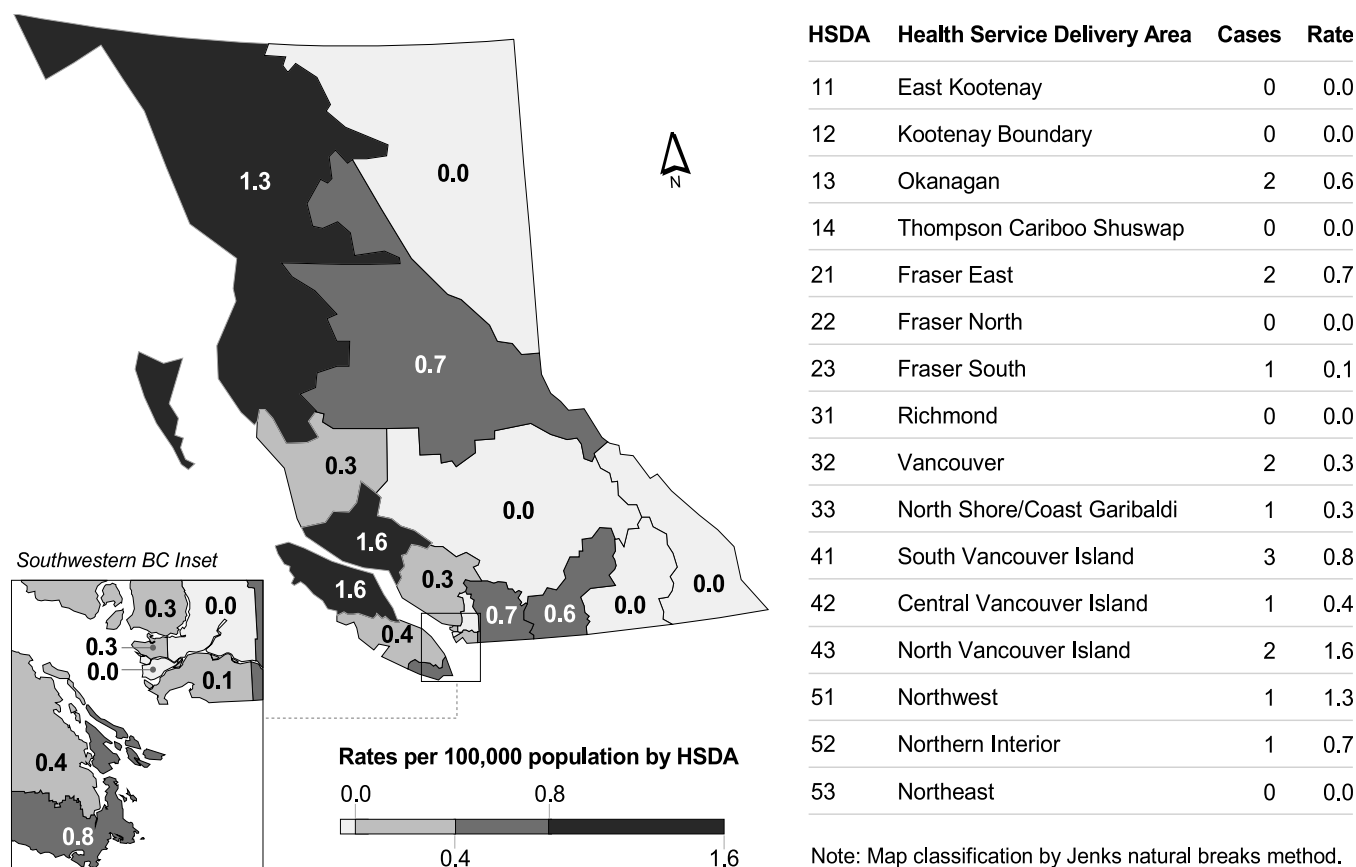 1.3
0.0
N
0.7
0.3
0.0
1.6
1.6
0.3
0.0
0.0
0.7
0.6
0.4
Southwestern BC Inset
0.3
0.0
0.3
0.0
0.1
0.4
0.8
Rates per 100,000 population by HSDA
0.0 0.8
0.4 1.6
HSDA Health Service Delivery Area Cases Rate
11 East Kootenay 0 0.0
12 Kootenay Boundary 0 0.0
13 Okanagan 2 0.6
14 Thompson Cariboo Shuswap 0 0.0
21 Fraser East 2 0.7
22 Fraser North 0 0.0
23 Fraser South 1 0.1
31 Richmond 0 0.0
32 Vancouver 2 0.3
33 North Shore/Coast Garibaldi 1 0.3
41 South Vancouver Island 3 0.8
42 Central Vancouver Island 1 0.4
43 North Vancouver Island 2 1.6
51 Northwest 1 1.3
52 Northern Interior 1 0.7
53 Northeast 0 0.0
Note: Map classification by Jenks natural breaks method.